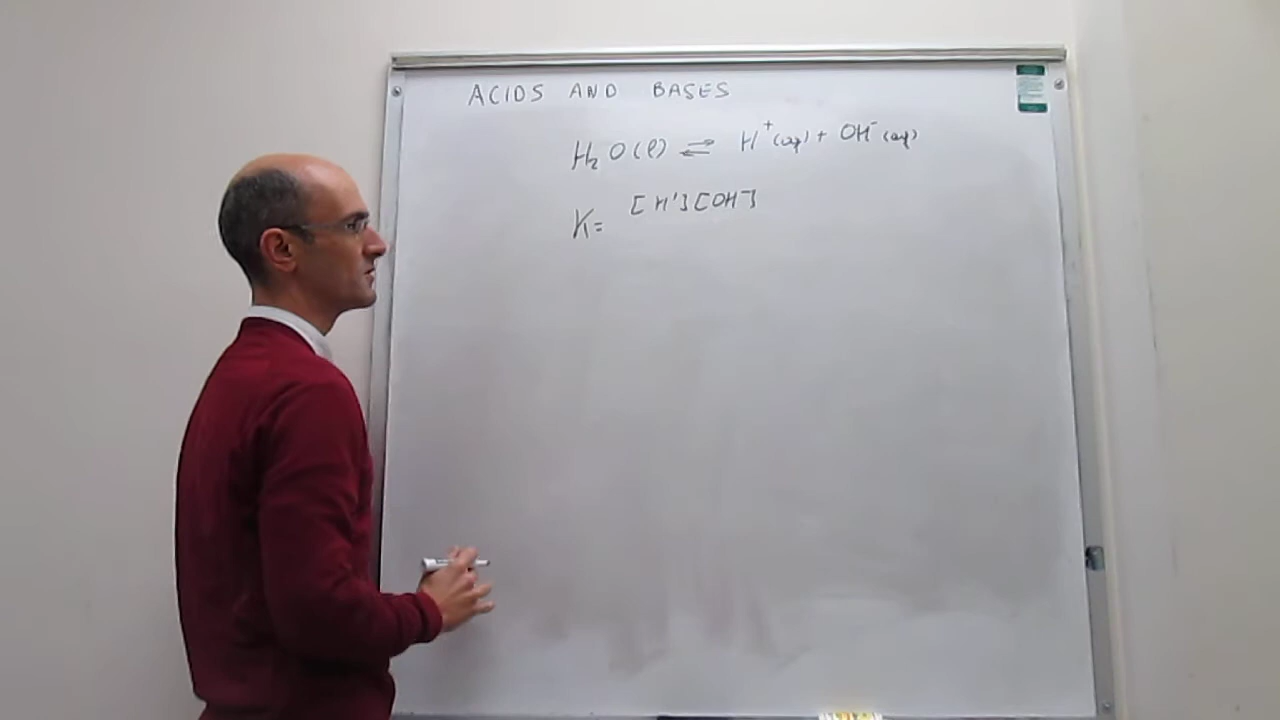 ACIDS AND BASES
H₂O(l) ⇌ H⁺(aq) + OH⁻(aq)
K= [H⁺][OH⁻]